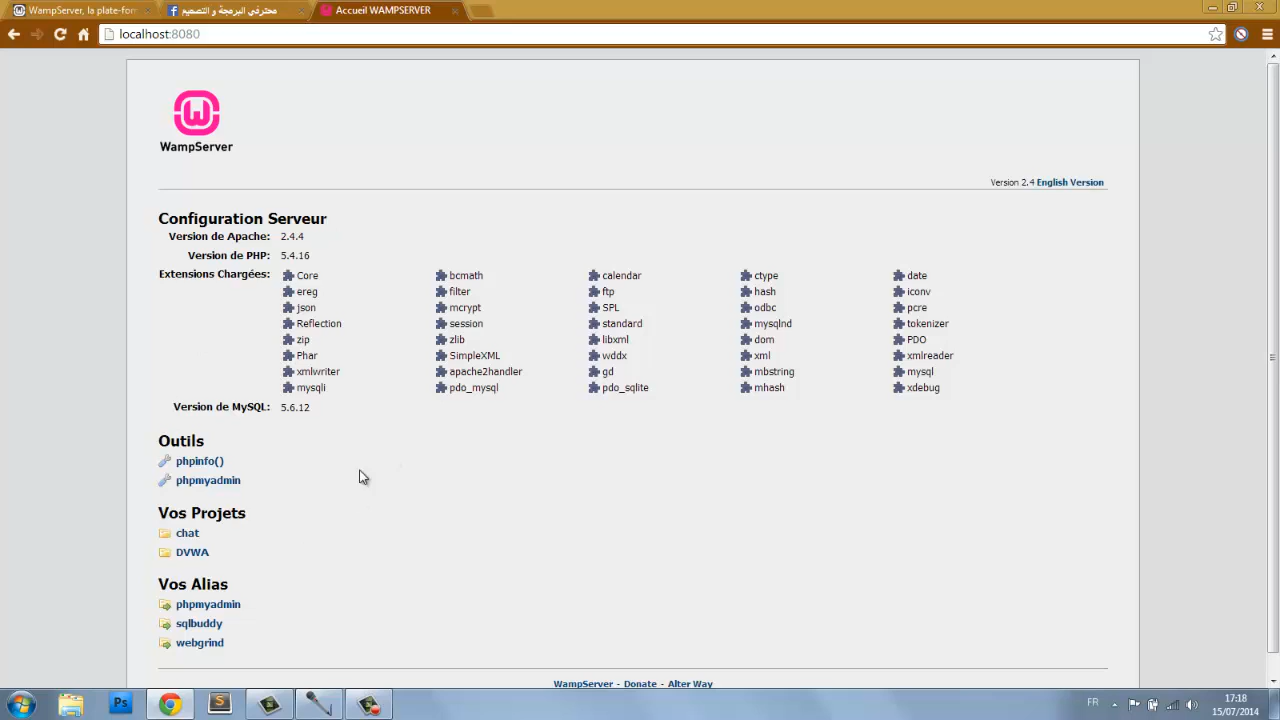 WampServer, la plate-form
محترفي البرمجة و التصميم
Accueil WAMPSERVER
localhost:8080
WampServer
Version 2.4 English Version
Configuration Serveur
Version de Apache: 2.4.4
Version de PHP: 5.4.16
Extensions Chargées: Core bcmath calendar ctype date
ereg filter ftp hash iconv
json mcrypt SPL odbc pcre
Reflection session standard mysqlnd tokenizer
zip zlib libxml dom PDO
Phar SimpleXML wddx xml xmlreader
xmlwriter apache2handler gd mbstring mysql
mysqli pdo_mysql pdo_sqlite mhash xdebug
Version de MySQL: 5.6.12
Outils
phpinfo()
phpmyadmin
Vos Projets
chat
DVWA
Vos Alias
phpmyadmin
sqlbuddy
webgrind
WampServer - Donate - Alter Way
Ps
S
FR
17:18
15/07/2014